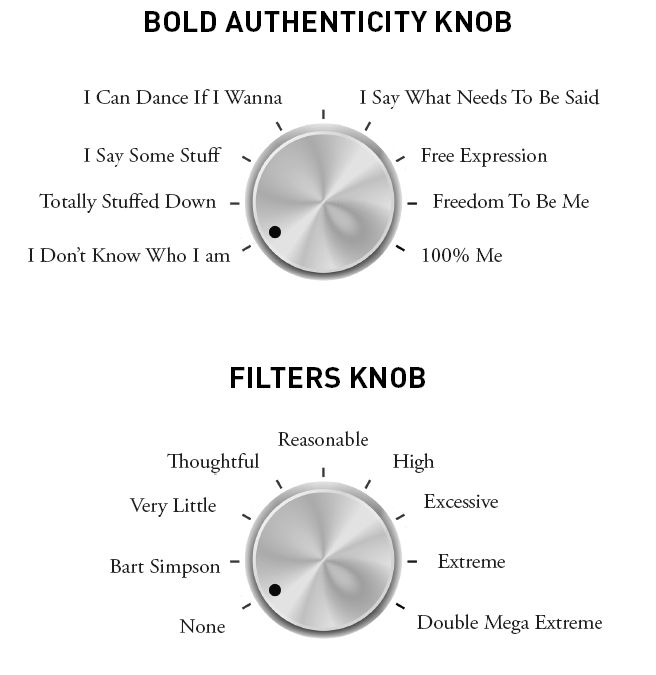 BOLD AUTHENTICITY KNOB
I Can Dance If I Wanna
I Say What Needs To Be Said
I Say Some Stuff
Free Expression
Totally Stuffed Down
Freedom To Be Me
I Don’t Know Who I am
100% Me
FILTERS KNOB
Reasonable
Thoughtful
High
Very Little
Excessive
Bart Simpson
Extreme
None
Double Mega Extreme